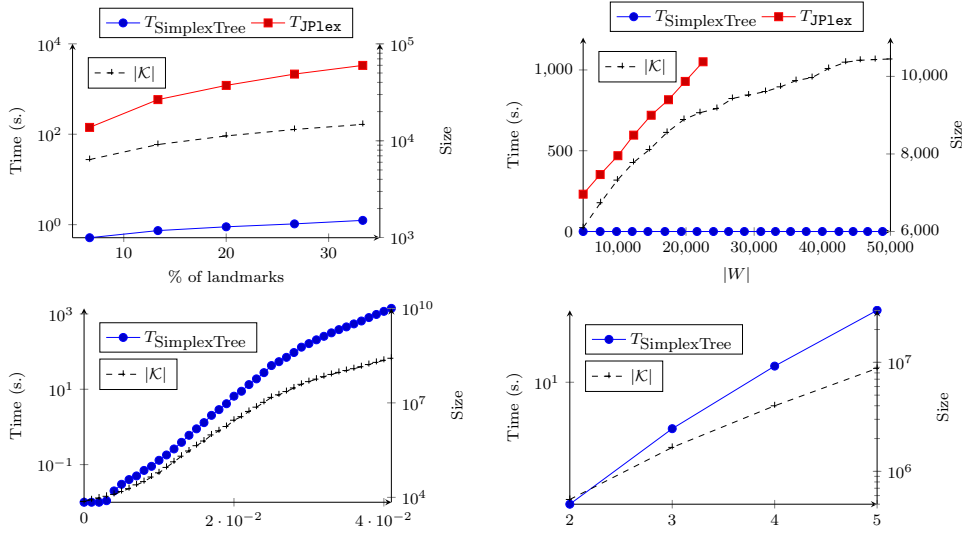 T_SimplexTree T_JPlex
10^4
10^5
|K|
10^2
10^4
10^0
10^3
Time (s.)
Size
10 20 30
% of landmarks
T_SimplexTree T_JPlex
1,000
10,000
|K|
500
8,000
0
6,000
Time (s.)
Size
10,000 20,000 30,000 40,000 50,000
|W|
10^3
10^10
T_SimplexTree
|K|
10^1
10^7
10^−1
10^4
Time (s.)
Size
0 2 · 10^−2 4 · 10^−2
T_SimplexTree
|K|
10^1
10^7
10^6
Time (s.)
Size
2 3 4 5